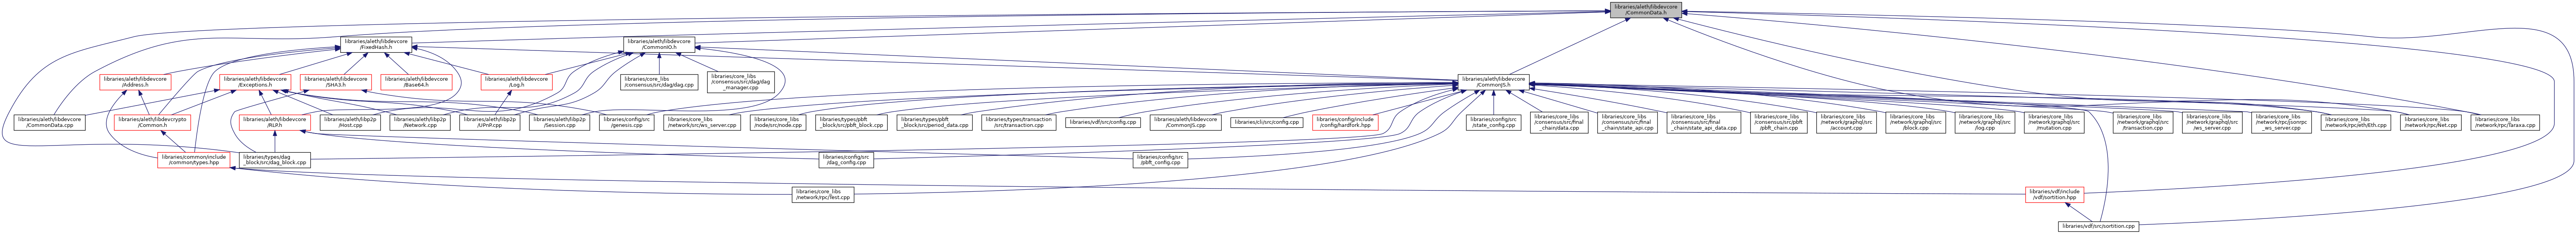 libraries/aleth/libdevcore
/CommonData.h
libraries/aleth/libdevcore
/FixedHash.h
libraries/aleth/libdevcore
/CommonIO.h
libraries/aleth/libdevcore
/Address.h
libraries/aleth/libdevcore
/Exceptions.h
libraries/aleth/libdevcore
/SHA3.h
libraries/aleth/libdevcore
/Base64.h
libraries/aleth/libdevcore
/Log.h
libraries/core_libs
/consensus/src/dag/dag.cpp
libraries/core_libs
/consensus/src/dag/dag
_manager.cpp
libraries/aleth/libdevcore
/CommonJS.h
libraries/aleth/libdevcore
/CommonData.cpp
libraries/aleth/libdevcrypto
/Common.h
libraries/aleth/libdevcore
/RLP.h
libraries/aleth/libp2p
/Host.cpp
libraries/aleth/libp2p
/Network.cpp
libraries/aleth/libp2p
/UPnP.cpp
libraries/aleth/libp2p
/Session.cpp
libraries/config/src
/genesis.cpp
libraries/core_libs
/network/src/ws_server.cpp
libraries/core_libs
/node/src/node.cpp
libraries/types/pbft
_block/src/pbft_block.cpp
libraries/types/pbft
_block/src/period_data.cpp
libraries/types/transaction
/src/transaction.cpp
libraries/vdf/src/config.cpp
libraries/aleth/libdevcore
/CommonJS.cpp
libraries/cli/src/config.cpp
libraries/config/include
/config/hardfork.hpp
libraries/config/src
/state_config.cpp
libraries/core_libs
/consensus/src/final
_chain/data.cpp
libraries/core_libs
/consensus/src/final
_chain/state_api.cpp
libraries/core_libs
/consensus/src/final
_chain/state_api_data.cpp
libraries/core_libs
/consensus/src/pbft
/pbft_chain.cpp
libraries/core_libs
/network/graphql/src
/account.cpp
libraries/core_libs
/network/graphql/src
/block.cpp
libraries/core_libs
/network/graphql/src
/log.cpp
libraries/core_libs
/network/graphql/src
/mutation.cpp
libraries/core_libs
/network/graphql/src
/transaction.cpp
libraries/core_libs
/network/graphql/src
/ws_server.cpp
libraries/core_libs
/network/rpc/jsonrpc
_ws_server.cpp
libraries/core_libs
/network/rpc/eth/Eth.cpp
libraries/core_libs
/network/rpc/Net.cpp
libraries/core_libs
/network/rpc/Taraxa.cpp
libraries/common/include
/common/types.hpp
libraries/types/dag
_block/src/dag_block.cpp
libraries/config/src
/dag_config.cpp
libraries/config/src
/pbft_config.cpp
libraries/core_libs
/network/rpc/Test.cpp
libraries/vdf/include
/vdf/sortition.hpp
libraries/vdf/src/sortition.cpp